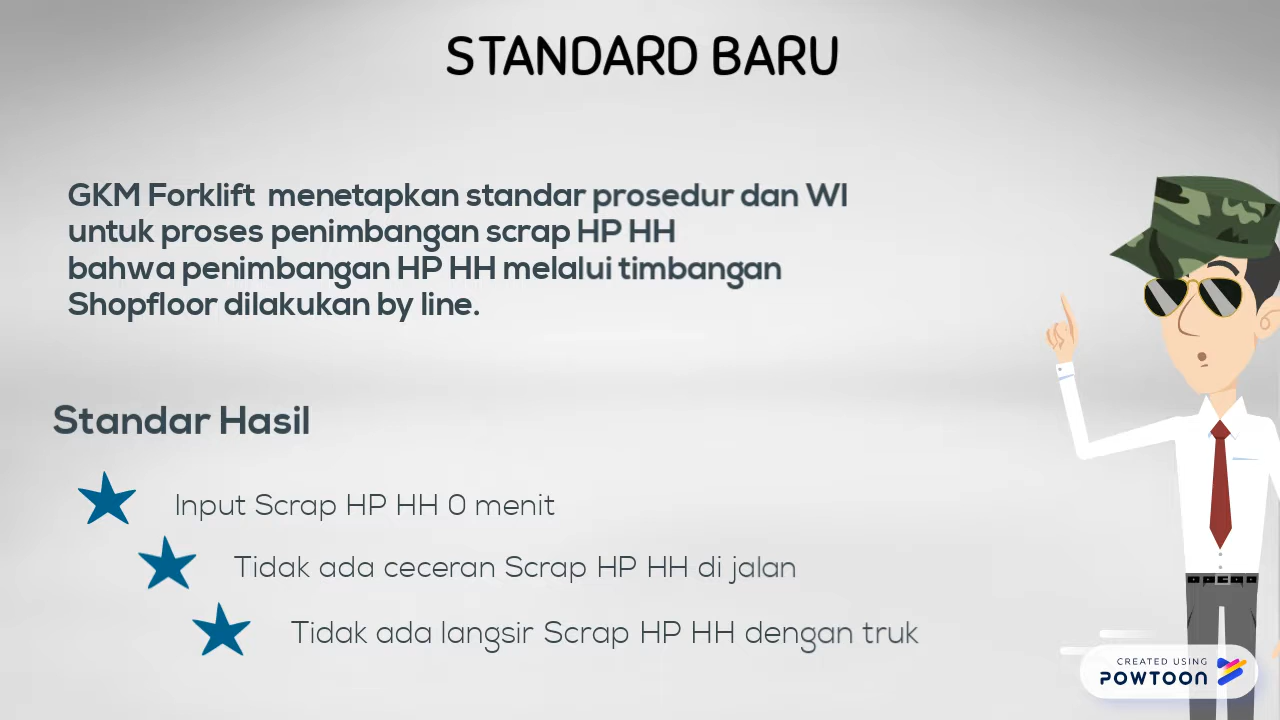 STANDARD BARU
GKM Forklift menetapkan standar prosedur dan WI
untuk proses penimbangan scrap HP HH
bahwa penimbangan HP HH melalui timbangan
Shopfloor dilakukan by line.
Standar Hasil
Input Scrap HP HH 0 menit
Tidak ada ceceran Scrap HP HH di jalan
Tidak ada langsir Scrap HP HH dengan truk
CREATED USING
POWTOON